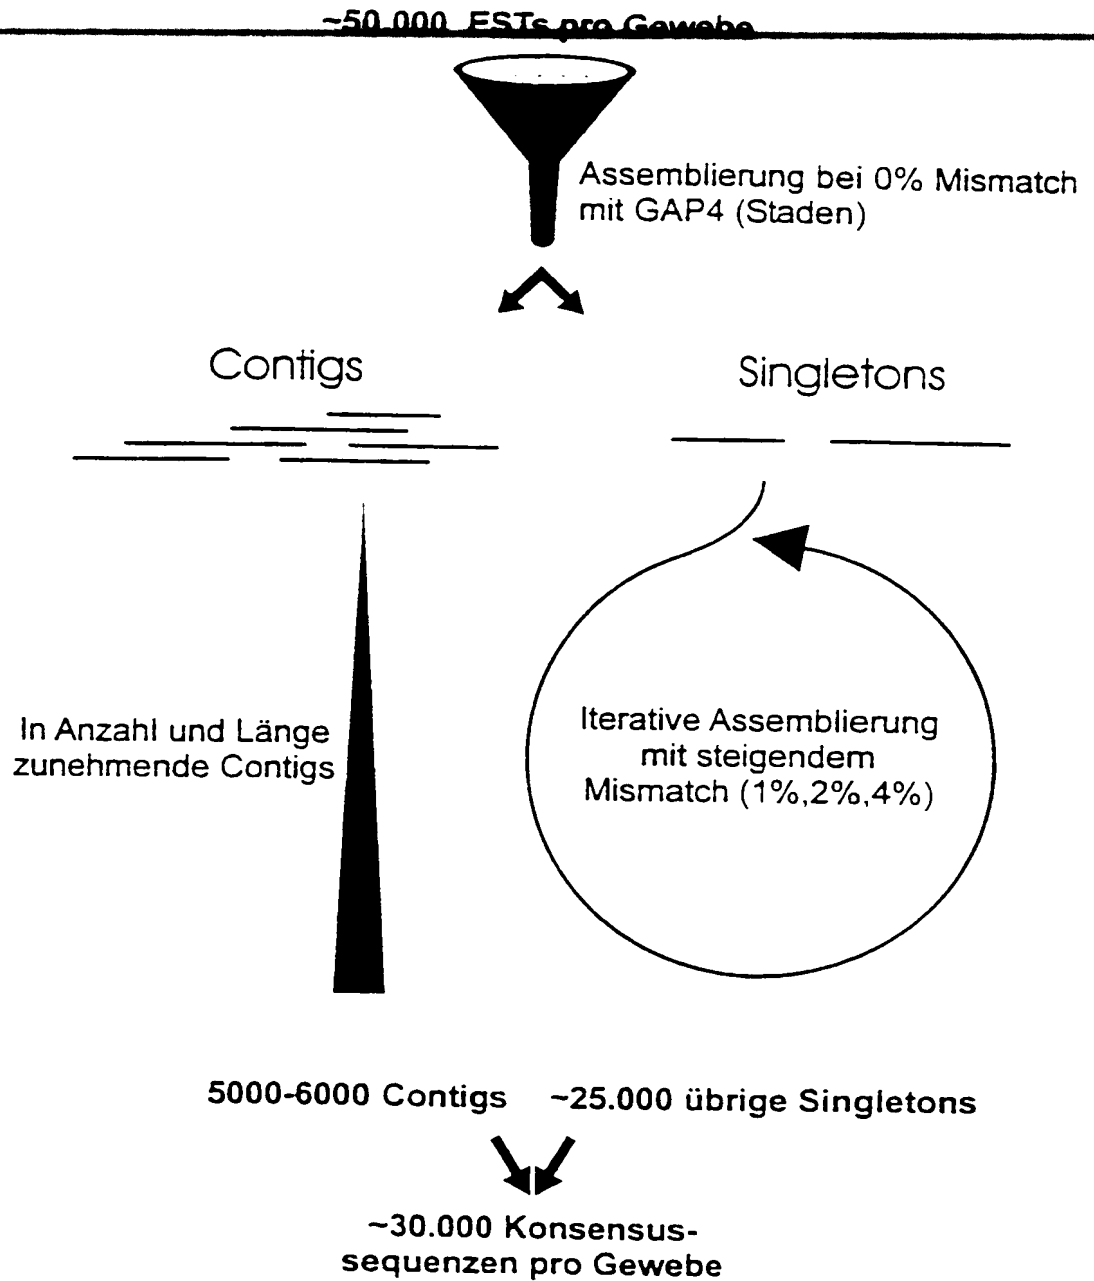 ~50.000 ESTs pro Gewebe
Assemblierung bei 0% Mismatch
mit GAP4 (Staden)
Contigs
Singletons
In Anzahl und Länge
zunehmende Contigs
Iterative Assemblierung
mit steigendem
Mismatch (1%,2%,4%)
5000-6000 Contigs
~25.000 übrige Singletons
~30.000 Konsensus-
sequenzen pro Gewebe